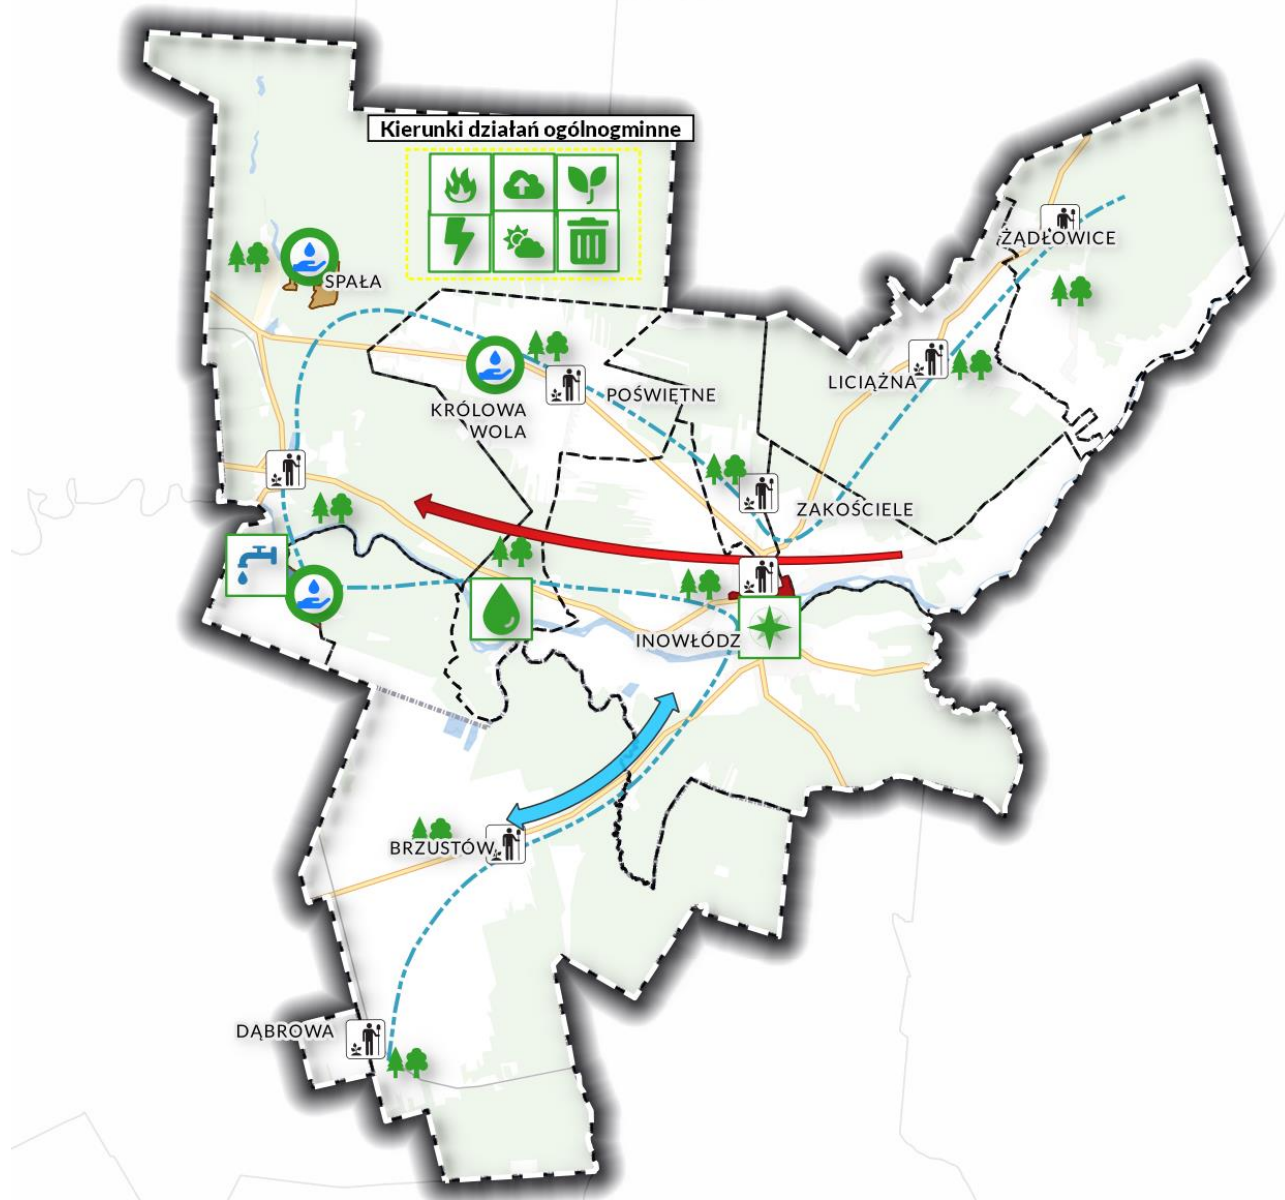 Kierunki działań ogólnogminne
ŻĄDŁOWICE
SPAŁA
LICIĄŻNA
POŚWIĘTNE
KRÓLOWA
WOLA
ZAKOŚCIELE
INOWŁÓDZ
BRZUSTÓW
DĄBROWA